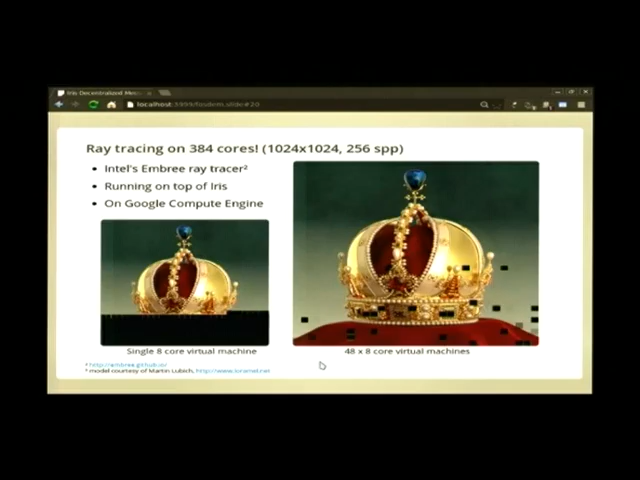 Iris Decentralized
localhost:3999/fosdem.slide#20
Ray tracing on 384 cores! (1024x1024, 256 spp)
• Intel's Embree ray tracer²
• Running on top of Iris
• On Google Compute Engine
Single 8 core virtual machine
48 x 8 core virtual machines
model courtesy of Martin Lubich,